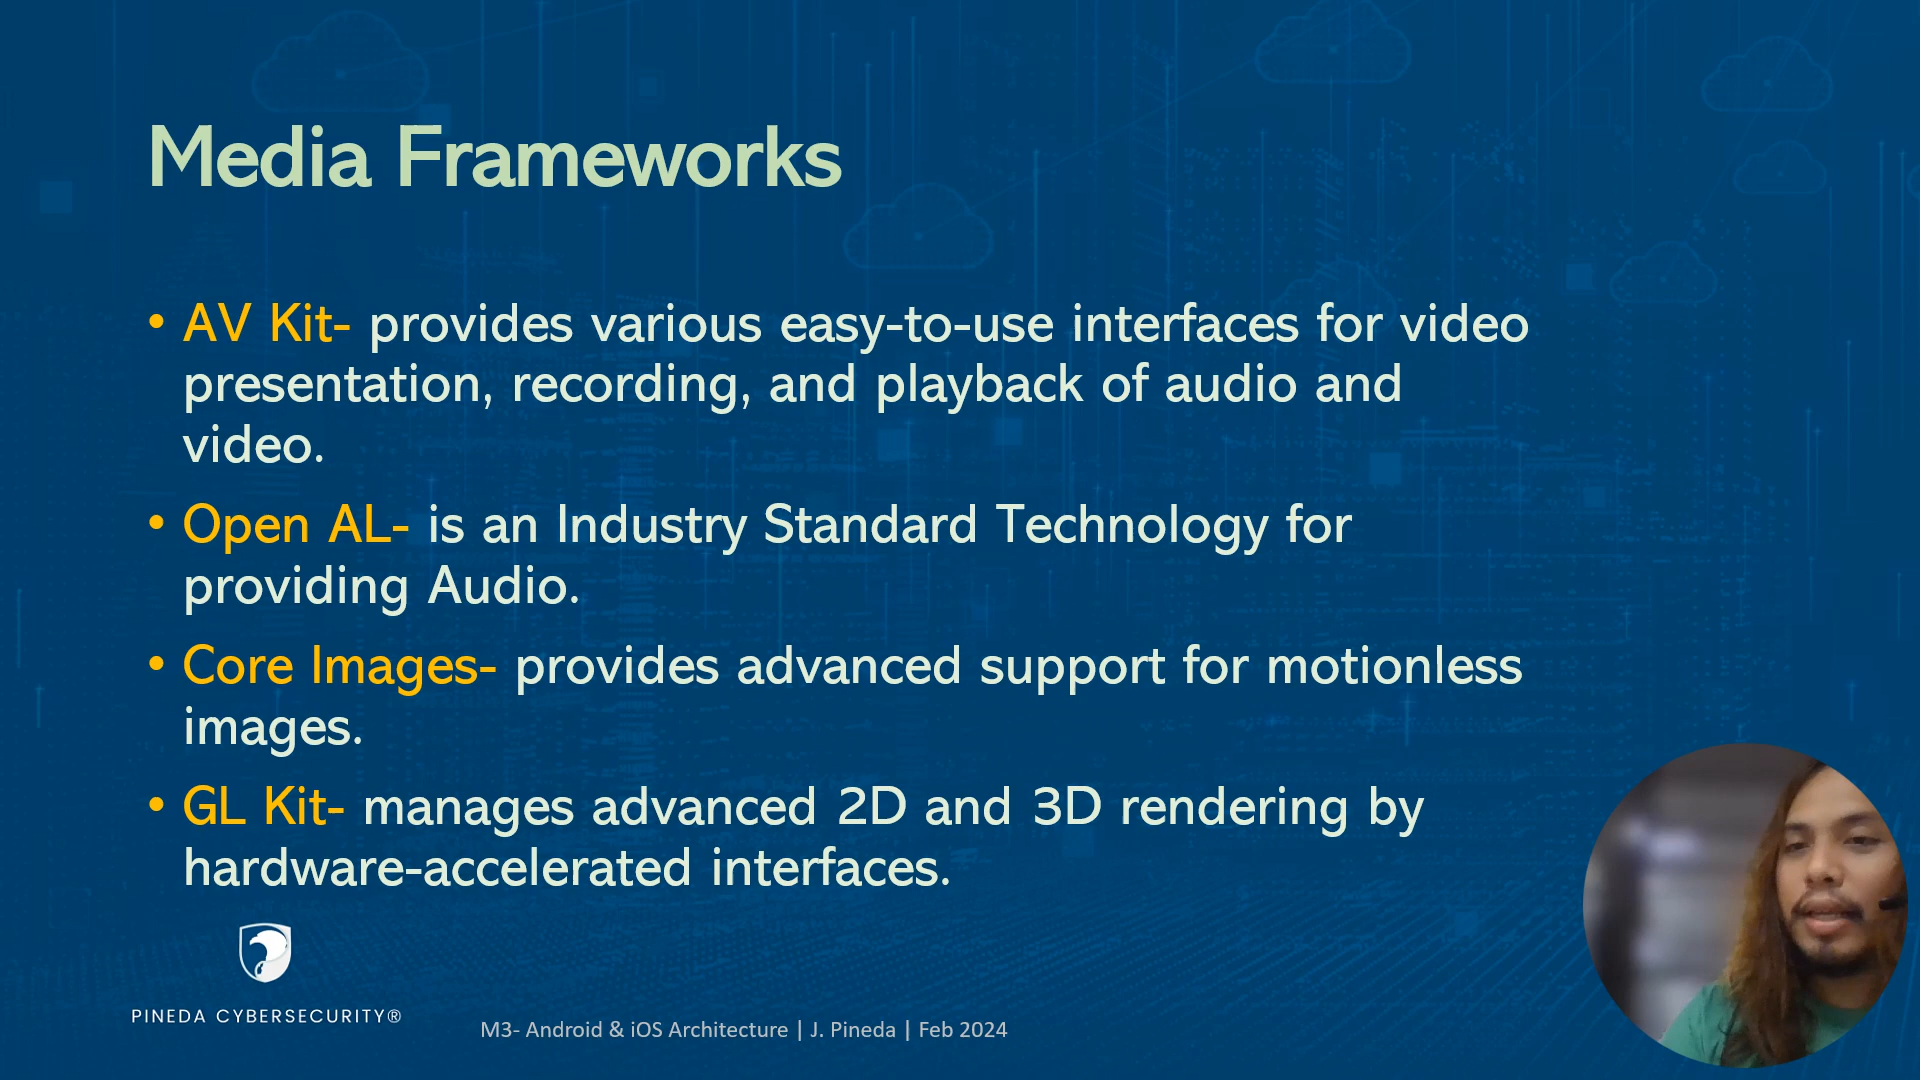 Media Frameworks
• AV Kit- provides various easy-to-use interfaces for video
presentation, recording, and playback of audio and
video.
• Open AL- is an Industry Standard Technology for
providing Audio.
• Core Images- provides advanced support for motionless
images.
• GL Kit- manages advanced 2D and 3D rendering by
hardware-accelerated interfaces.
PINEDA CYBERSECURITY®
M3- Android & iOS Architecture | J. Pineda | Feb 2024